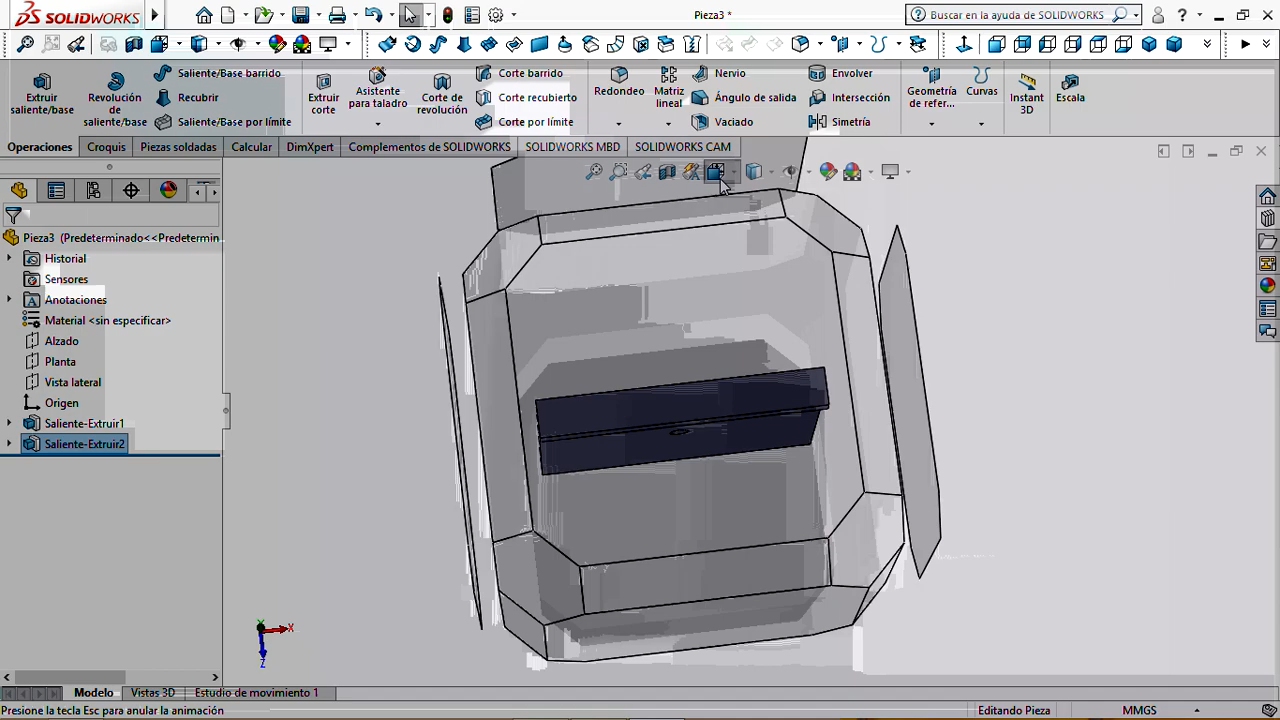 SOLIDWORKS
Pieza3 *
Buscar en la ayuda de SOLIDWORKS
Extruir saliente/base
Revolución de saliente/base
Saliente/Base barrido
Recubrir
Saliente/Base por límite
Extruir corte
Asistente para taladro
Corte de revolución
Corte barrido
Corte recubierto
Corte por límite
Redondeo
Matriz lineal
Nervio
Ángulo de salida
Vaciado
Envolver
Intersección
Simetría
Geometría de refer...
Curvas
Instant 3D
Escala
Operaciones
Croquis
Piezas soldadas
Calcular
DimXpert
Complementos de SOLIDWORKS
SOLIDWORKS MBD
SOLIDWORKS CAM
Pieza3 (Predeterminado<<Predetermin
Historial
Sensores
Anotaciones
Material <sin especificar>
Alzado
Planta
Vista lateral
Origen
Saliente-Extruir1
Saliente-Extruir2
Y
X
Z
Modelo
Vistas 3D
Estudio de movimiento 1
Presione la tecla Esc para anular la animación
Editando Pieza
MMGS